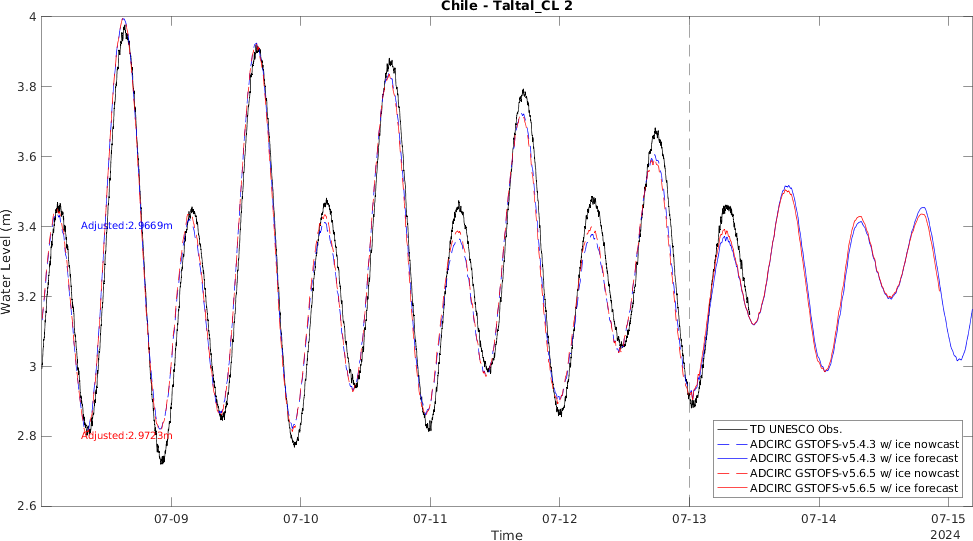 Chile - Taltal_CL 2
Water Level (m)
4
3.8
3.6
3.4
3.2
3
2.8
2.6
Adjusted:2.9669m
Adjusted:2.9723m
TD UNESCO Obs.
ADCIRC GSTOFS-v5.4.3 w/ ice nowcast
ADCIRC GSTOFS-v5.4.3 w/ ice forecast
ADCIRC GSTOFS-v5.6.5 w/ ice nowcast
ADCIRC GSTOFS-v5.6.5 w/ ice forecast
07-09 07-10 07-11 07-12 07-13 07-14 07-15
Time
2024